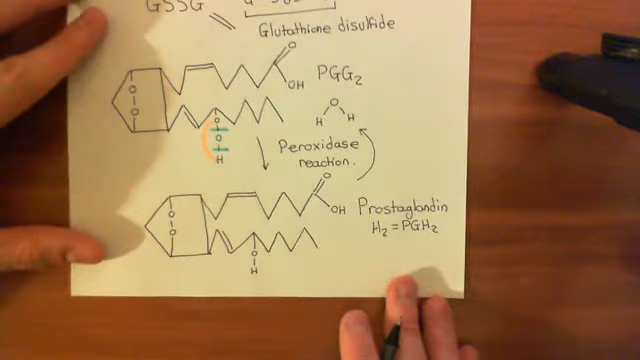 GSSG
Glutathione disulfide
O
OH
PGG2
O
O
O
H H
O
O
H
Peroxidase
reaction.
O
OH
Prostaglandin
H2 = PGH2
O
O
O
H